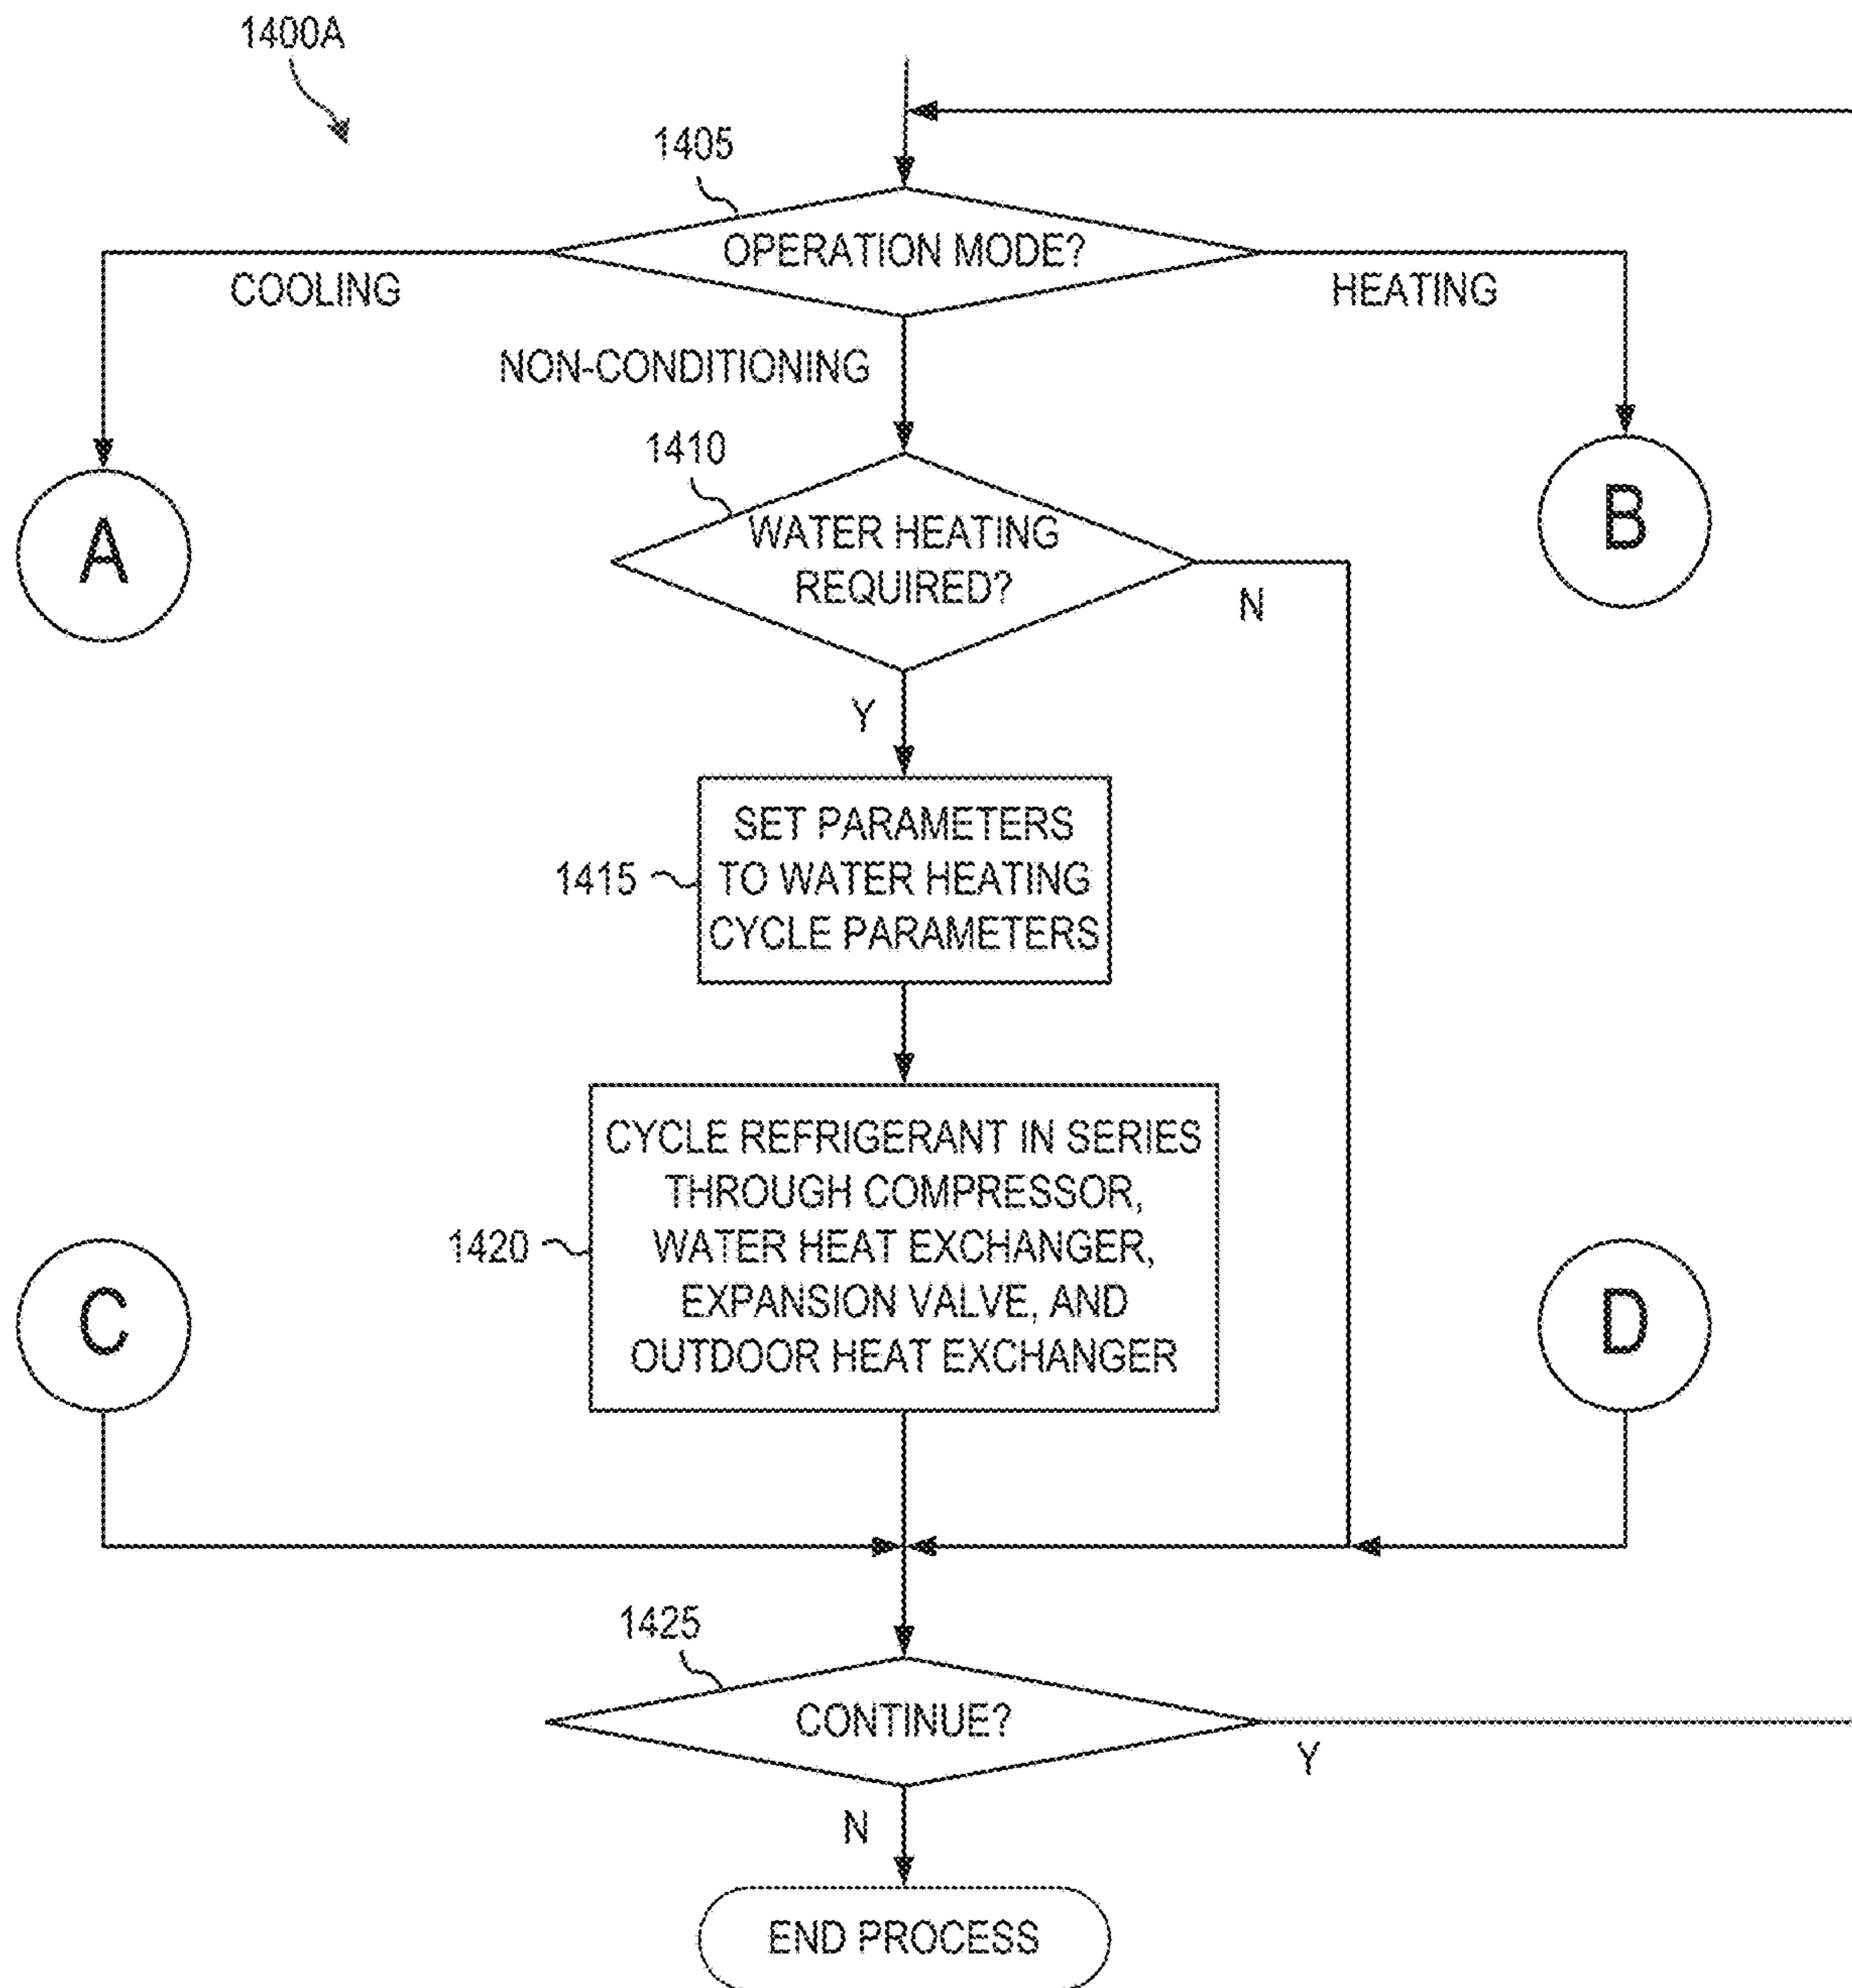 1400A
1405
OPERATION MODE?
COOLING
HEATING
NON-CONDITIONING
1410
A
WATER HEATING
REQUIRED?
B
N
Y
SET PARAMETERS
TO WATER HEATING
CYCLE PARAMETERS
1415
CYCLE REFRIGERANT IN SERIES
THROUGH COMPRESSOR,
WATER HEAT EXCHANGER,
EXPANSION VALVE, AND
OUTDOOR HEAT EXCHANGER
1420
C
D
1425
CONTINUE?
Y
N
END PROCESS